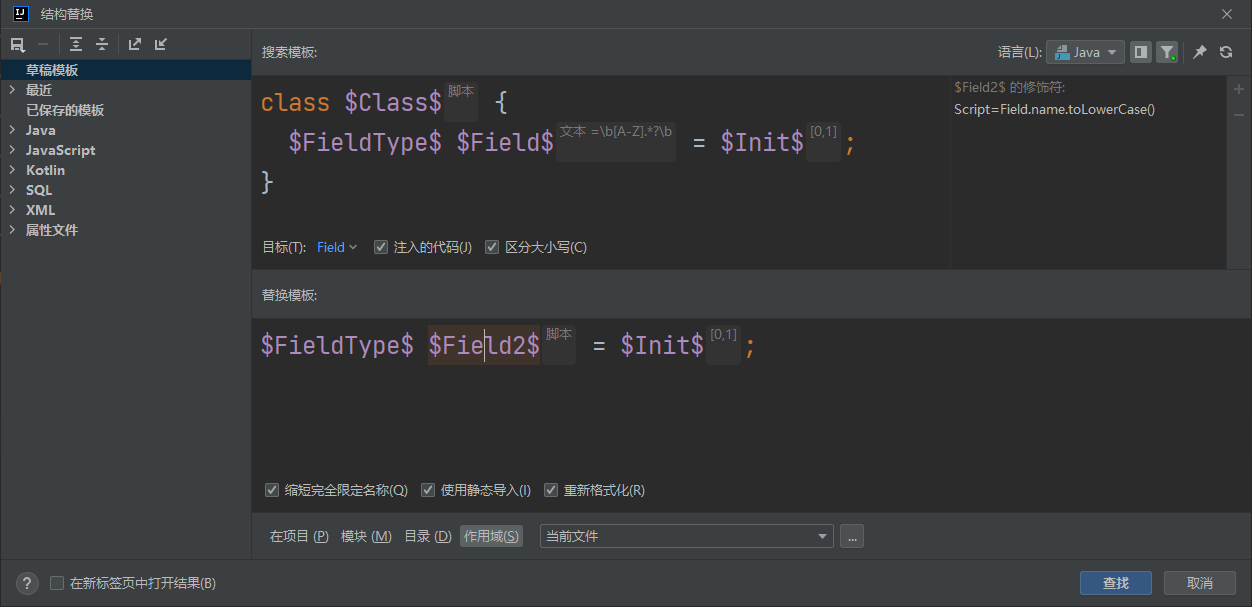 结构替换
草稿模板
最近
已保存的模板
Java
JavaScript
Kotlin
SQL
XML
属性文件
搜索模板:
语言(L): Java
class $Class$ 脚本 {
$FieldType$ $Field$ 文本 =\b[A-Z].*?\b = $Init$ [0,1] ;
}
$Field2$ 的修饰符:
Script=Field.name.toLowerCase()
目标(T): Field 注入的代码(J) 区分大小写(C)
替换模板:
$FieldType$ $Field2$ 脚本 = $Init$ [0,1] ;
缩短完全限定名称(Q) 使用静态导入(I) 重新格式化(R)
在项目 (P) 模块 (M) 目录 (D) 作用域(S) 当前文件 ...
? 在新标签页中打开结果(B) 查找 取消